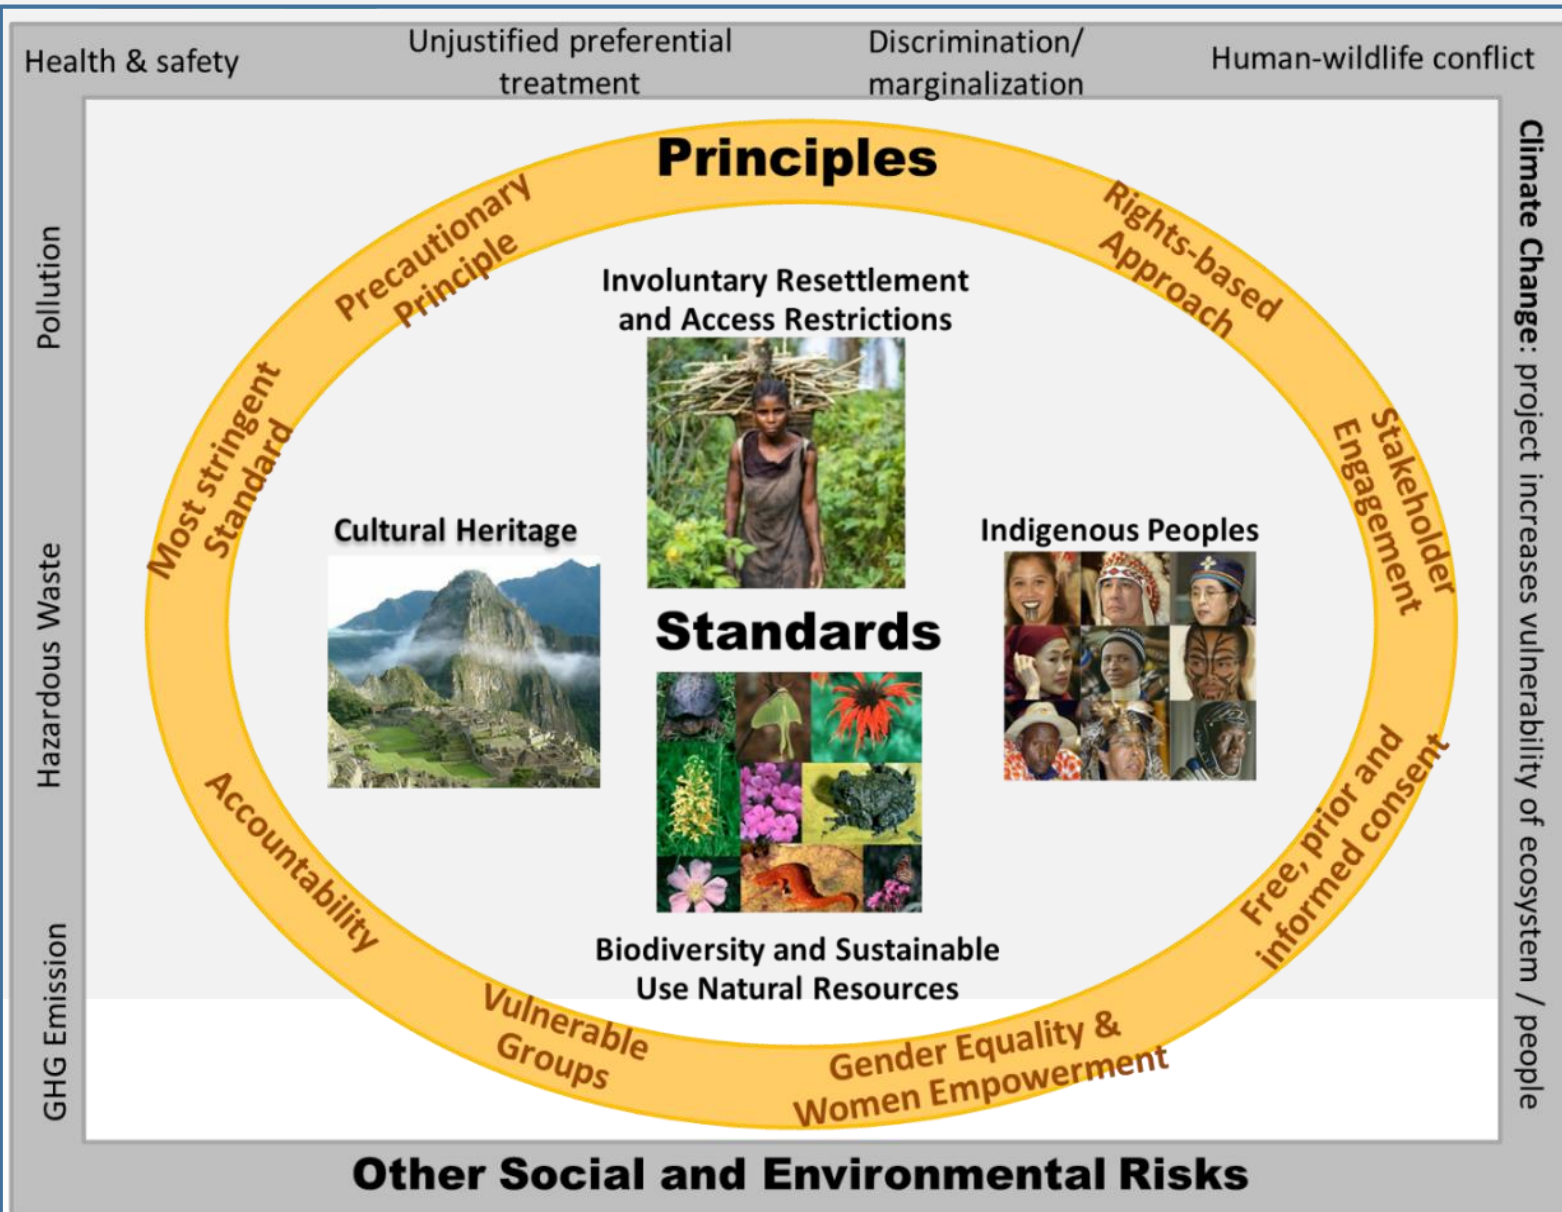 Health & safety
Unjustified preferential
treatment
Discrimination/
marginalization
Human-wildlife conflict
Climate Change: project increases vulnerability of ecosystem / people
Pollution
Hazardous Waste
GHG Emission
Principles
Precautionary
Principle
Rights-based
Approach
Most stringent
Standard
Stakeholder
Engagement
Accountability
Free, prior and
informed consent
Vulnerable
Groups
Gender Equality &
Women Empowerment
Involuntary Resettlement
and Access Restrictions
Cultural Heritage
Indigenous Peoples
Standards
Biodiversity and Sustainable
Use Natural Resources
Other Social and Environmental Risks